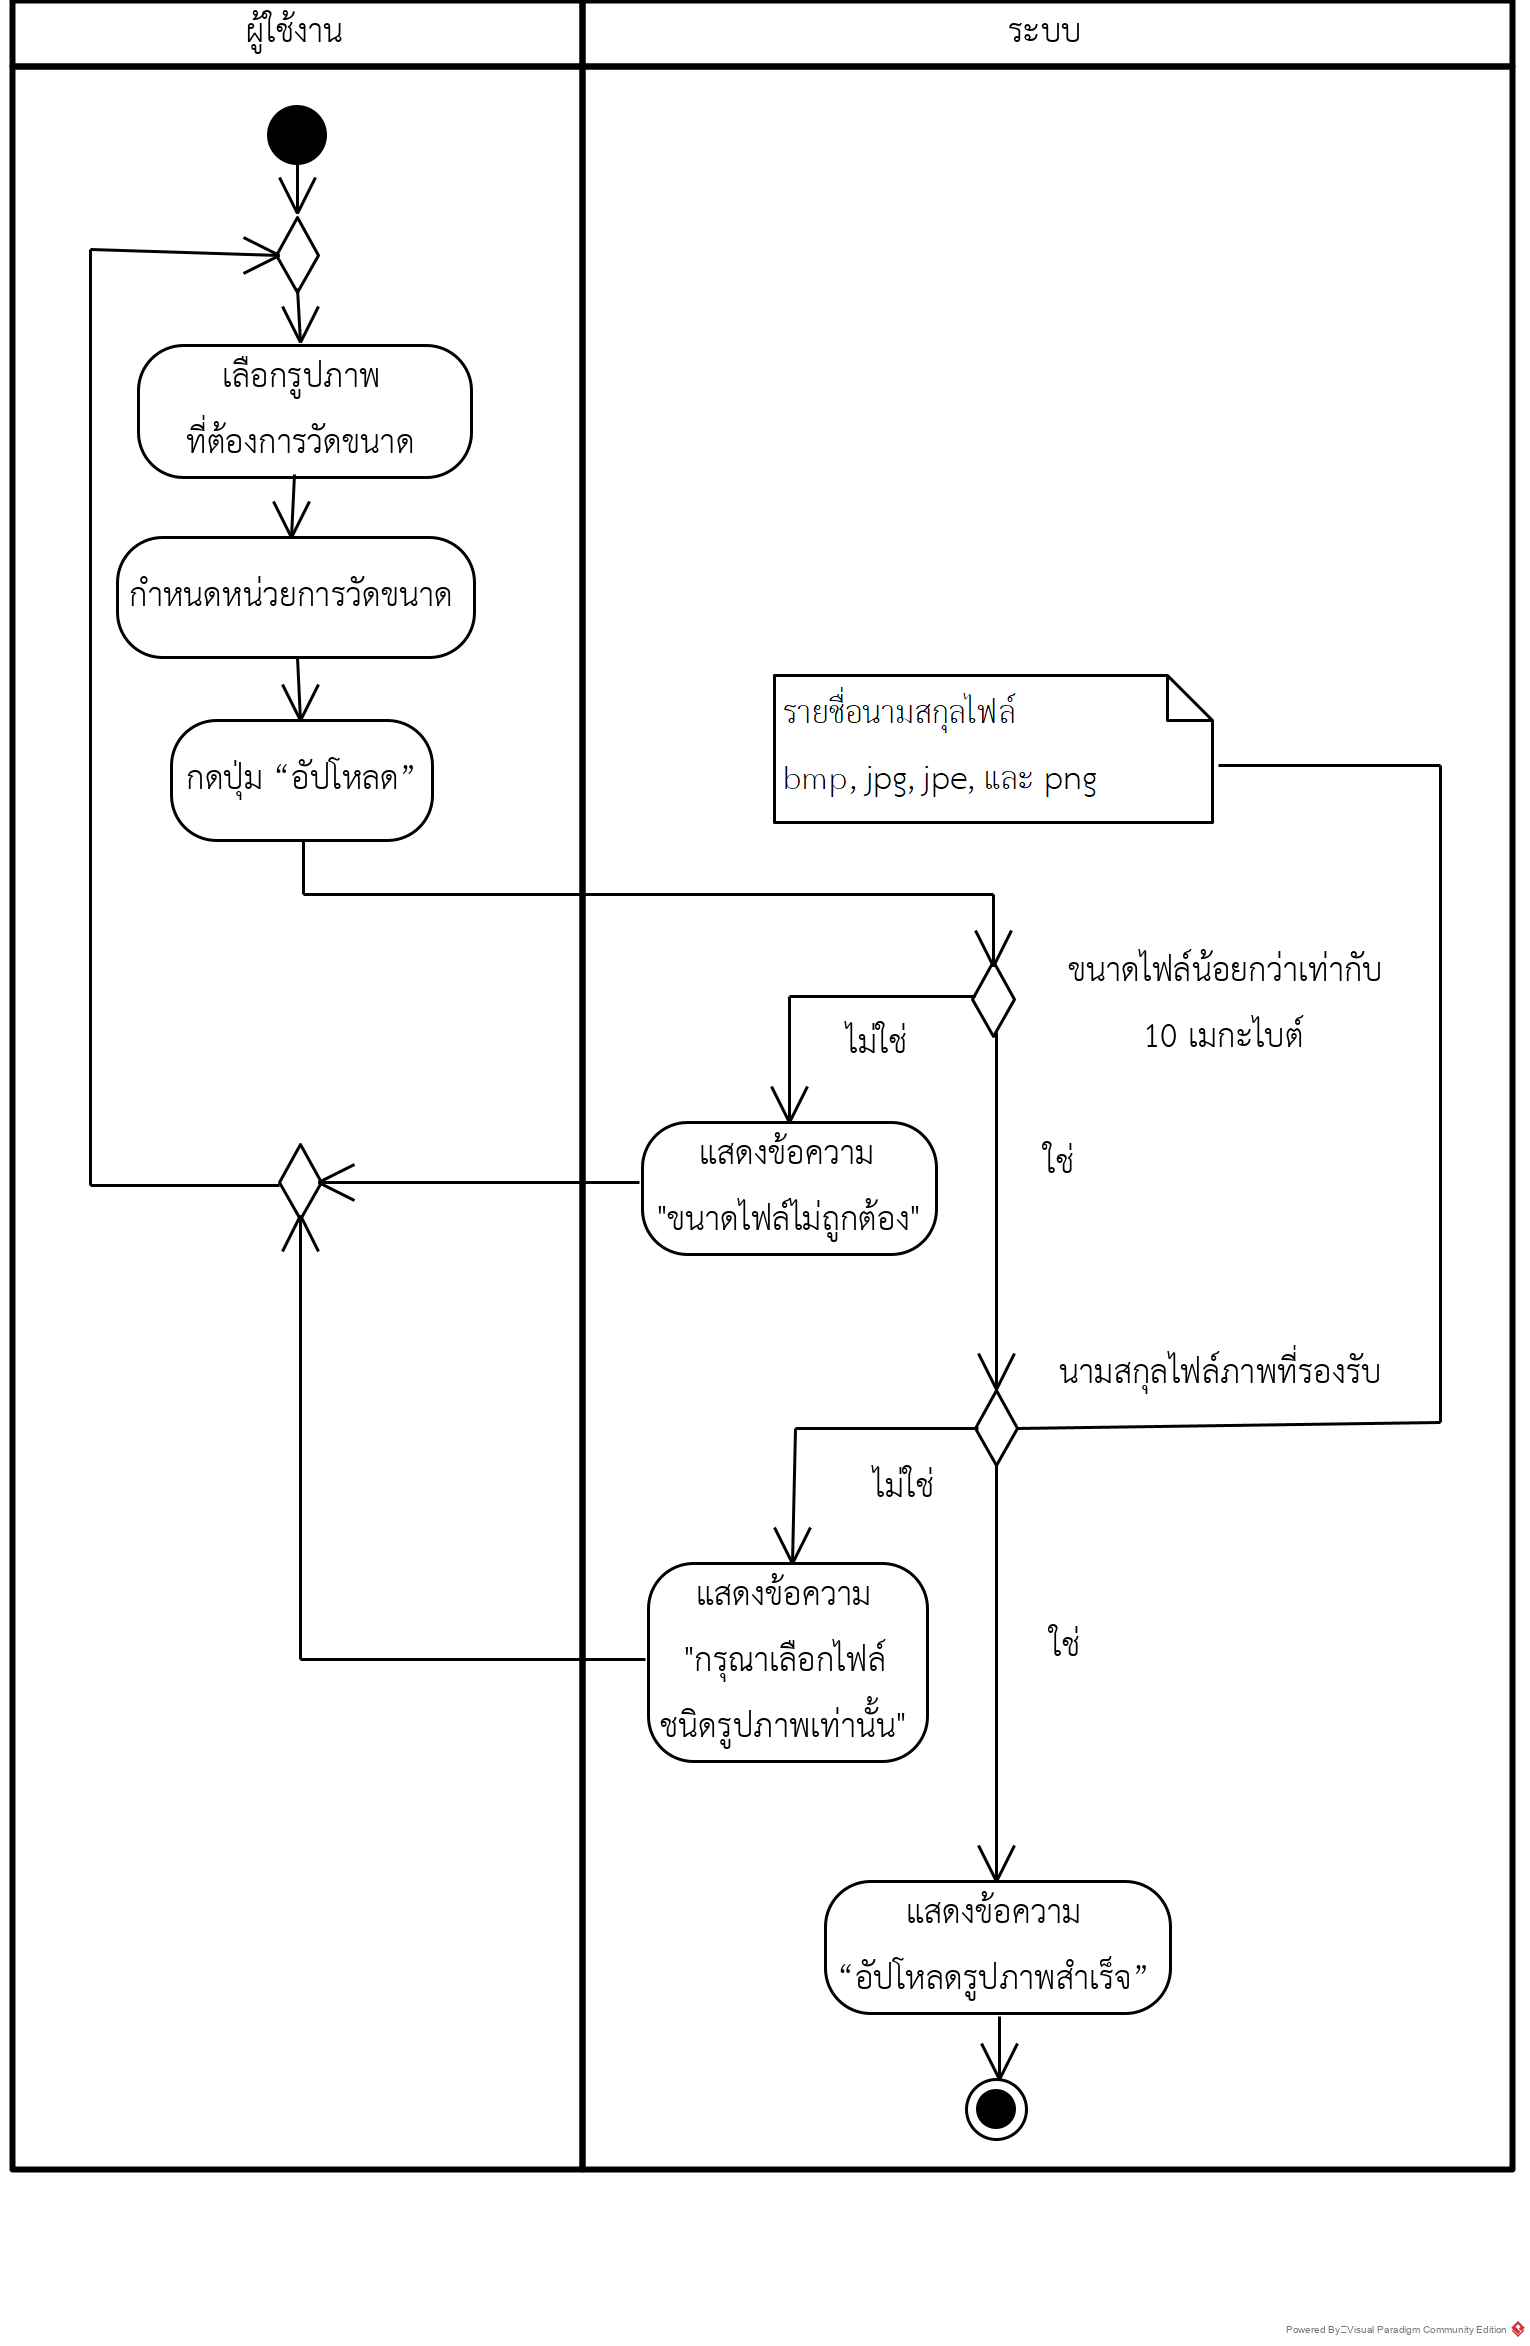 ผู้ใช้งาน
ระบบ
เลือกรูปภาพ
ที่ต้องการวัดขนาด
กำหนดหน่วยการวัดขนาด
กดปุ่ม “อัปโหลด”
รายชื่อนามสกุลไฟล์
bmp, jpg, jpe, และ png
ขนาดไฟล์น้อยกว่าเท่ากับ
10 เมกะไบต์
ไม่ใช่
ใช่
แสดงข้อความ
"ขนาดไฟล์ไม่ถูกต้อง"
นามสกุลไฟล์ภาพที่รองรับ
ไม่ใช่
ใช่
แสดงข้อความ
"กรุณาเลือกไฟล์
ชนิดรูปภาพเท่านั้น"
แสดงข้อความ
“อัปโหลดรูปภาพสำเร็จ”
Powered By Visual Paradigm Community Edition